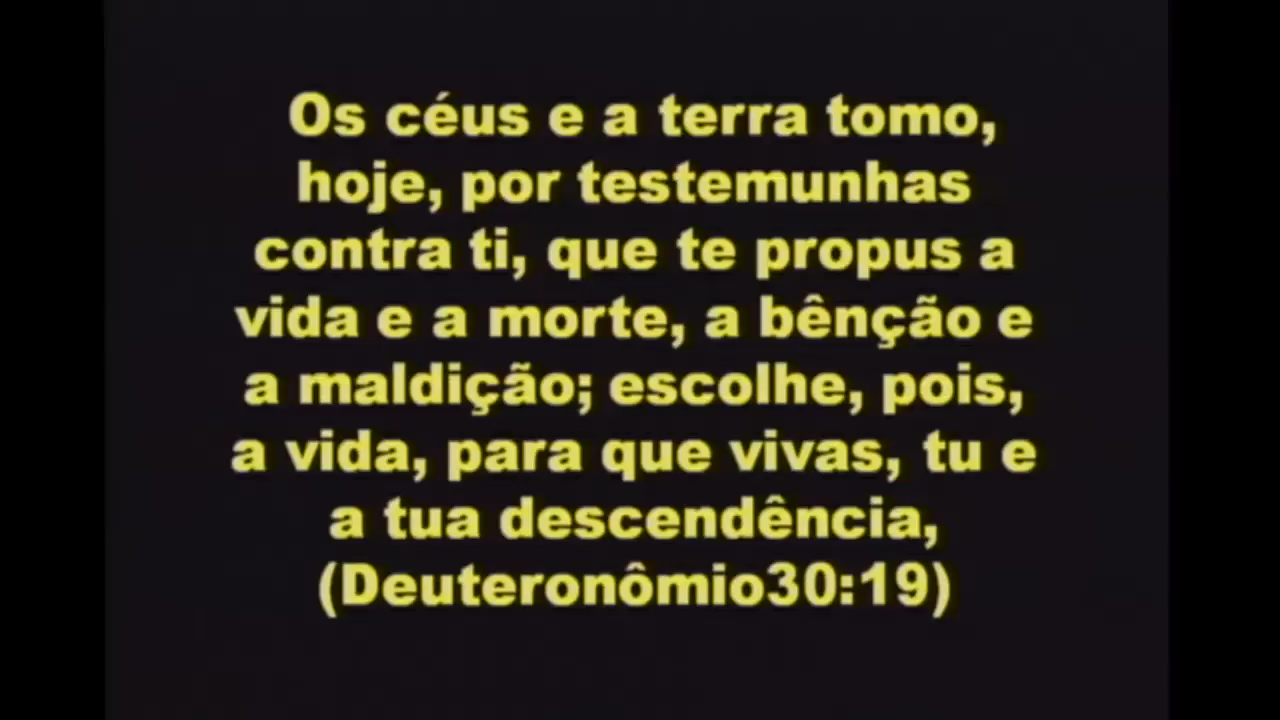 Os céus e a terra tomo,
hoje, por testemunhas
contra ti, que te propus a
vida e a morte, a bênção e
a maldição; escolhe, pois,
a vida, para que vivas, tu e
a tua descendência,
(Deuteronômio30:19)